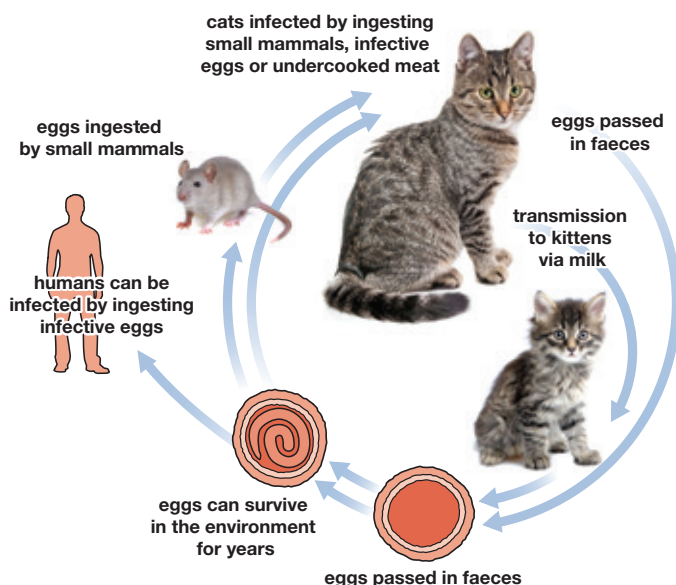 cats infected by ingesting
small mammals, infective
eggs or undercooked meat
eggs passed
in faeces
eggs ingested
by small mammals
transmission
to kittens
via milk
humans can be
infected by ingesting
infective eggs
eggs can survive
in the environment
for years
eggs passed in faeces